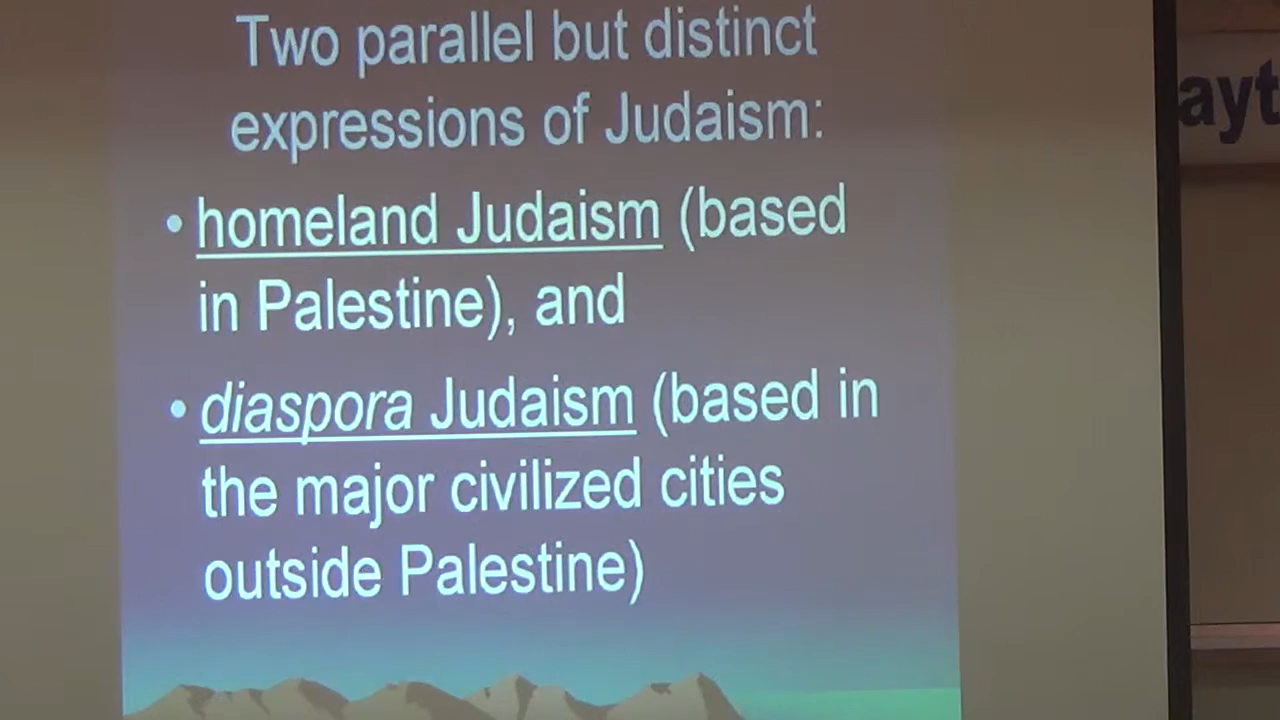 Two parallel but distinct
expressions of Judaism:
• homeland Judaism (based
in Palestine), and
• diaspora Judaism (based in
the major civilized cities
outside Palestine)
ayt